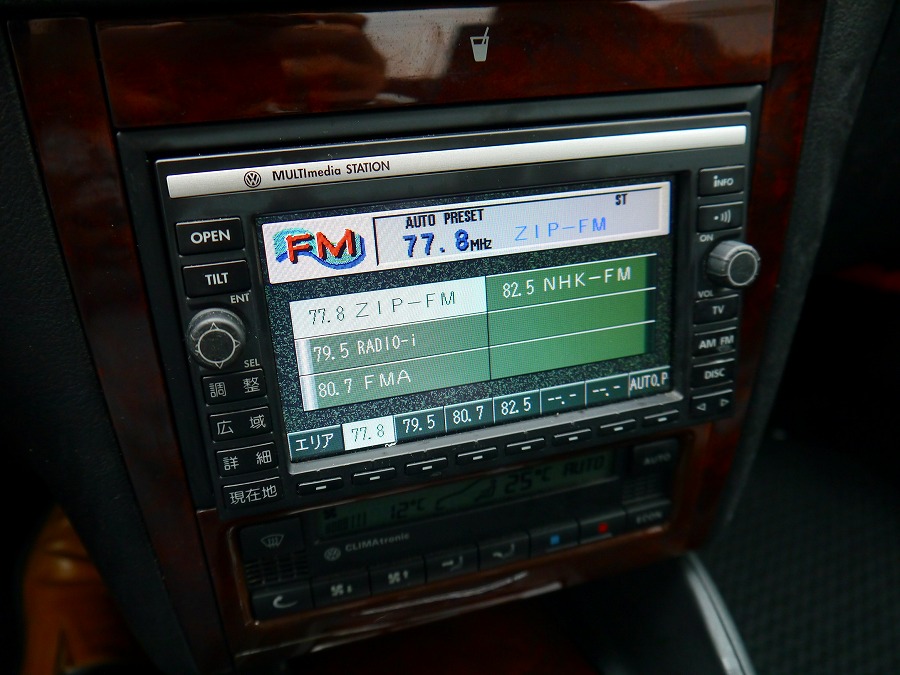 MULTImedia STATION
OPEN
TILT
ENT
SEL
調 整
広 域
詳 細
現在地
FM
AUTO PRESET
ST
77.8MHz ZIP-FM
77.8 ZIP-FM
82.5 NHK-FM
79.5 RADIO-i
80.7 FMA
エリア 77.8 79.5 80.7 82.5 --.- --.- AUTO.P
INFO
ON
VOL
TV
AM FM
DISC
12°C 25°C AUTO
AUTO
CLIMAtronic
ECON